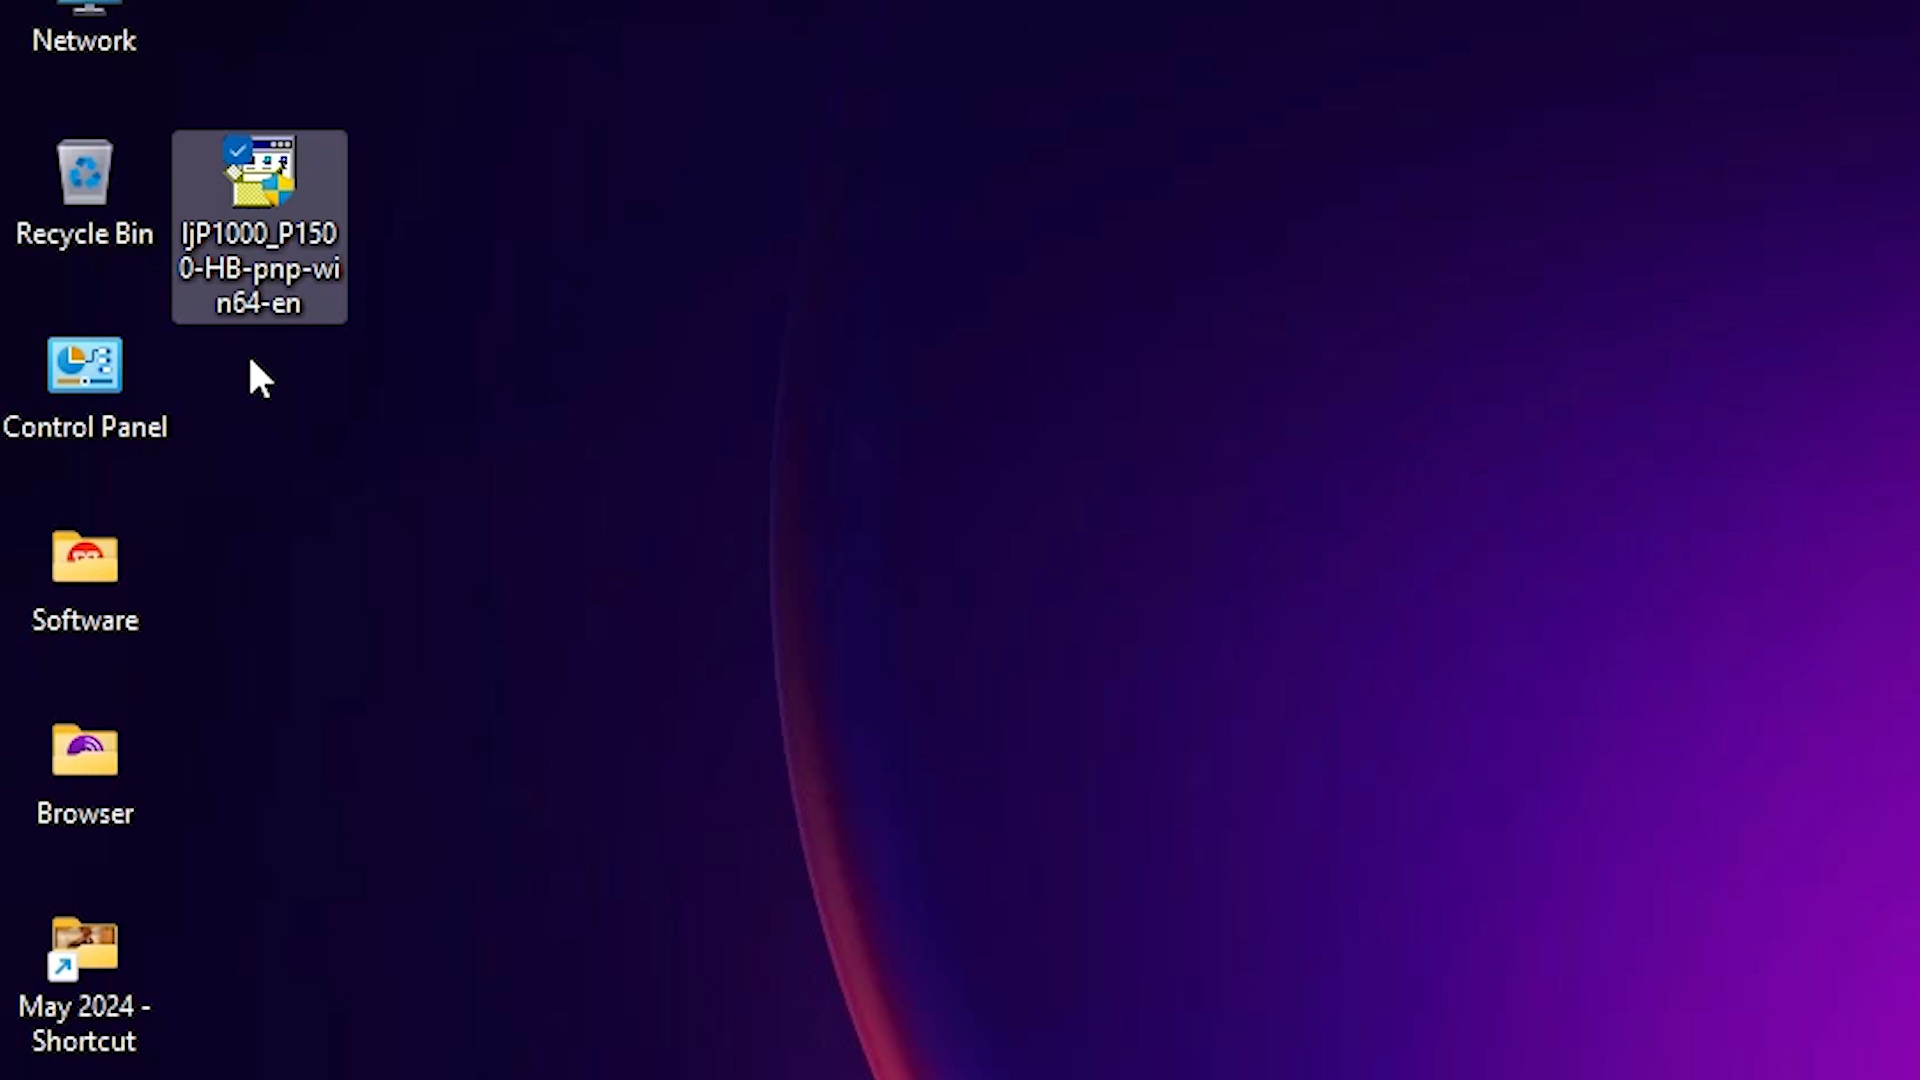 Network
Recycle Bin
ljP1000_P150
0-HB-pnp-wi
n64-en
Control Panel
Software
Browser
May 2024 -
Shortcut